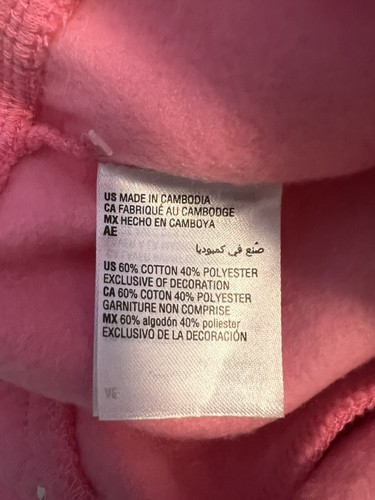 US MADE IN CAMBODIA
CA FABRIQUÉ AU CAMBODGE
MX HECHO EN CAMBOYA
AE
صُنع في كمبوديا
US 60% COTTON 40% POLYESTER
EXCLUSIVE OF DECORATION
CA 60% COTON 40% POLYESTER
GARNITURE NON COMPRISE
MX 60% algodón 40% poliester
EXCLUSIVO DE LA DECORACIÓN